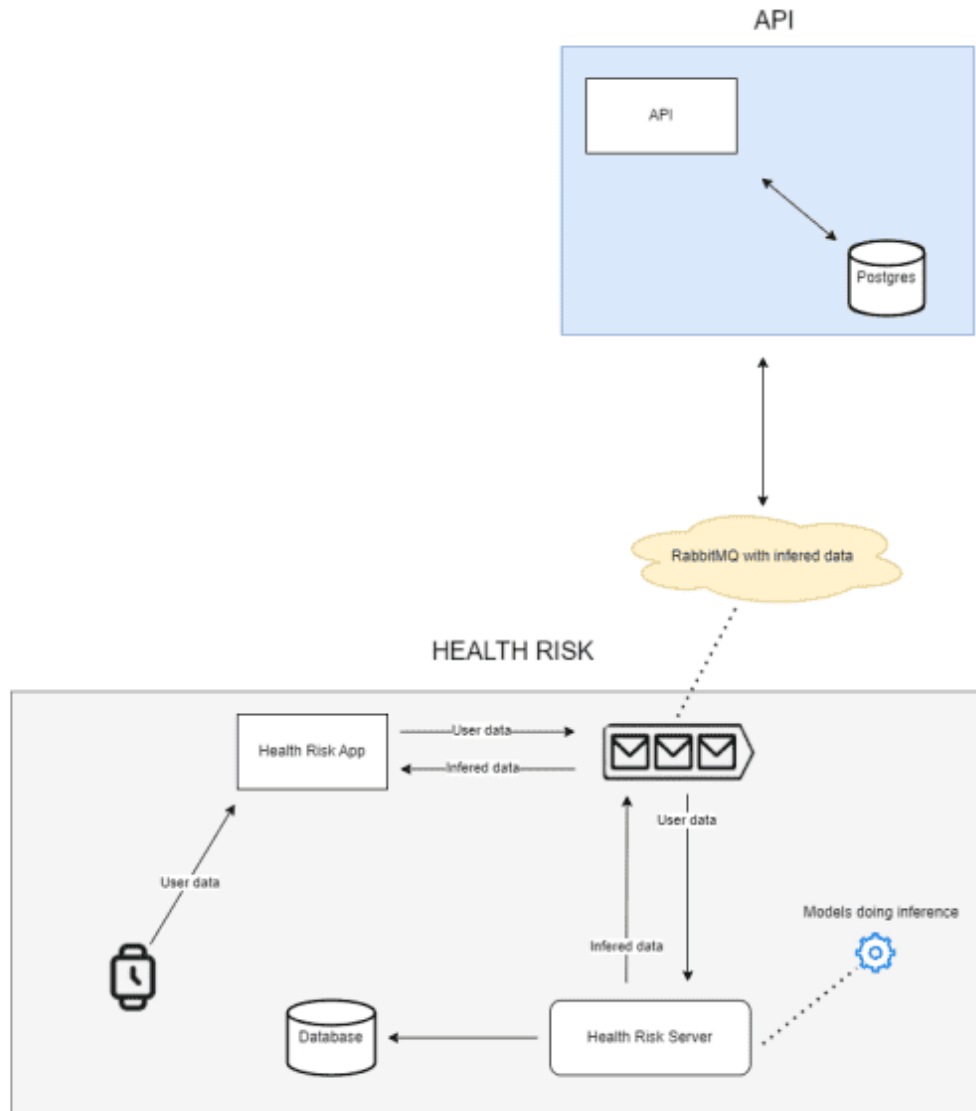 API
API
Postgres
RabbitMQ with infered data
HEALTH RISK
Health Risk App
User data
Infered data
User data
User data
Models doing inference
Infered data
Database
Health Risk Server